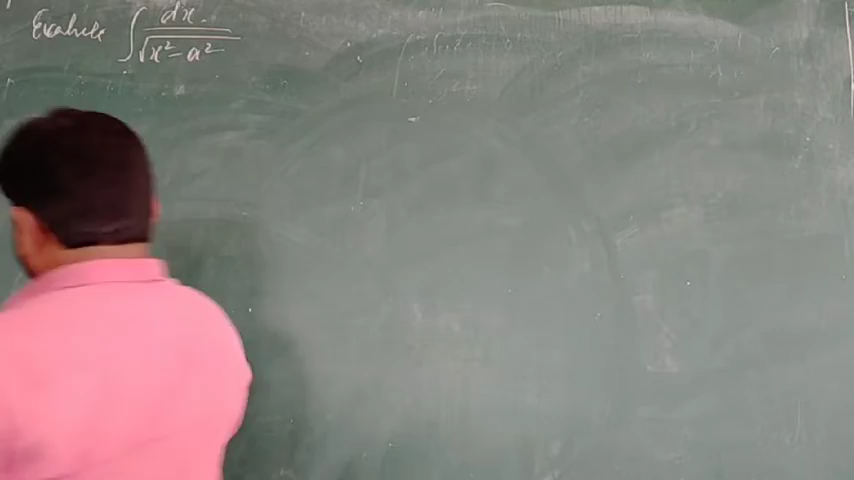 Evaluate ∫ dx / √(x² - a²)